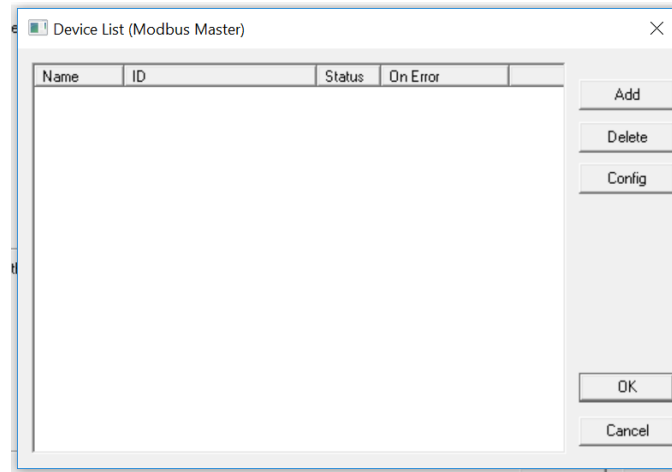 Device List (Modbus Master)
Name ID Status On Error
Add
Delete
Config
OK
Cancel